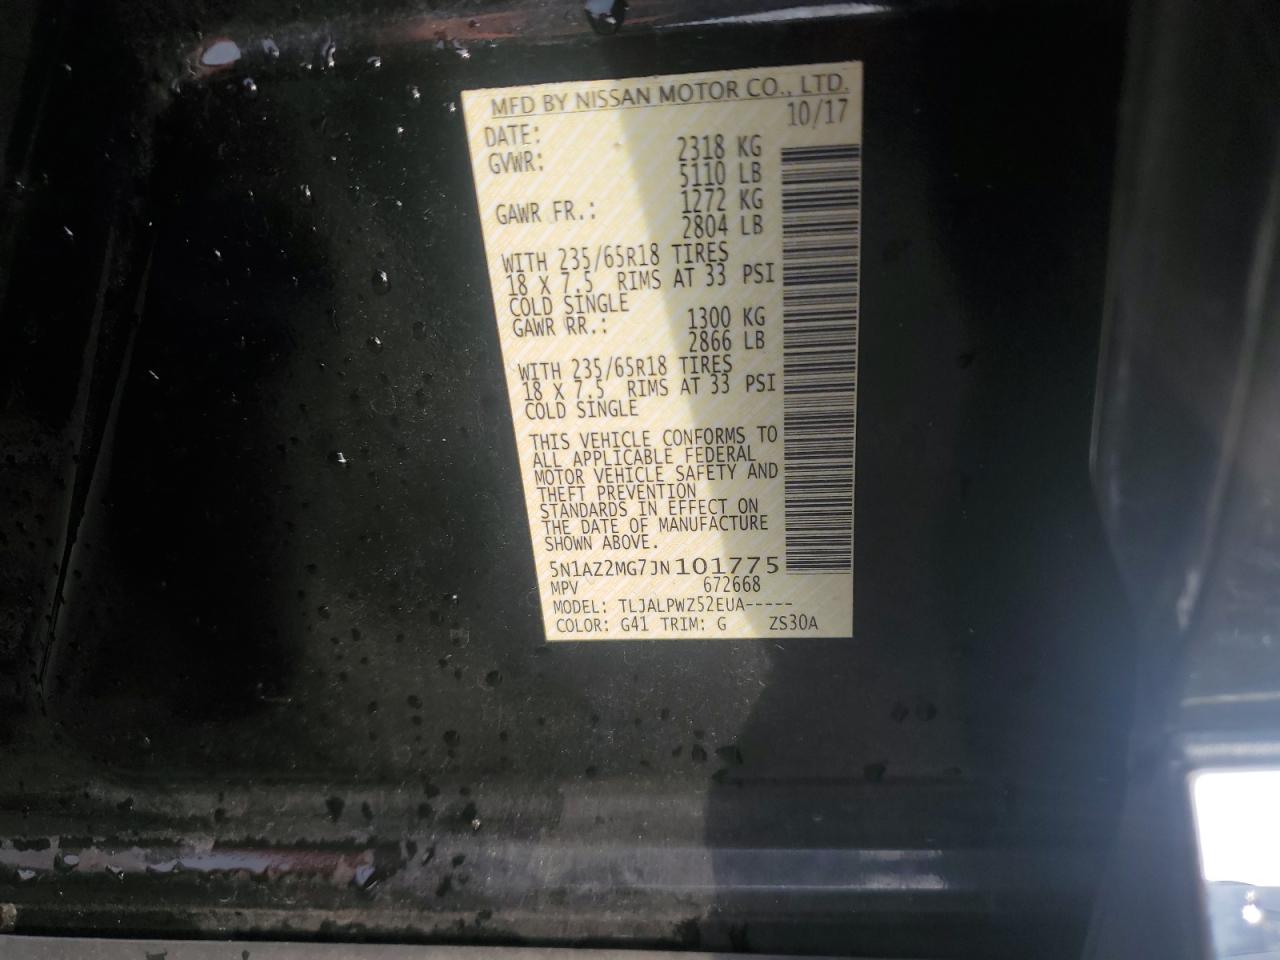 MFD BY NISSAN MOTOR CO., LTD.
DATE: 10/17
GVWR: 2318 KG
5110 LB
GAWR FR.: 1272 KG
2804 LB
WITH 235/65R18 TIRES
18 X 7.5 RIMS AT 33 PSI
COLD SINGLE
GAWR RR.: 1300 KG
2866 LB
WITH 235/65R18 TIRES
18 X 7.5 RIMS AT 33 PSI
COLD SINGLE
THIS VEHICLE CONFORMS TO
ALL APPLICABLE FEDERAL
MOTOR VEHICLE SAFETY AND
THEFT PREVENTION
STANDARDS IN EFFECT ON
THE DATE OF MANUFACTURE
SHOWN ABOVE.
5N1AZ2MG7JN101775
MPV 672668
MODEL: TLJALPWZ52EUA-----
COLOR: G41 TRIM: G ZS30A